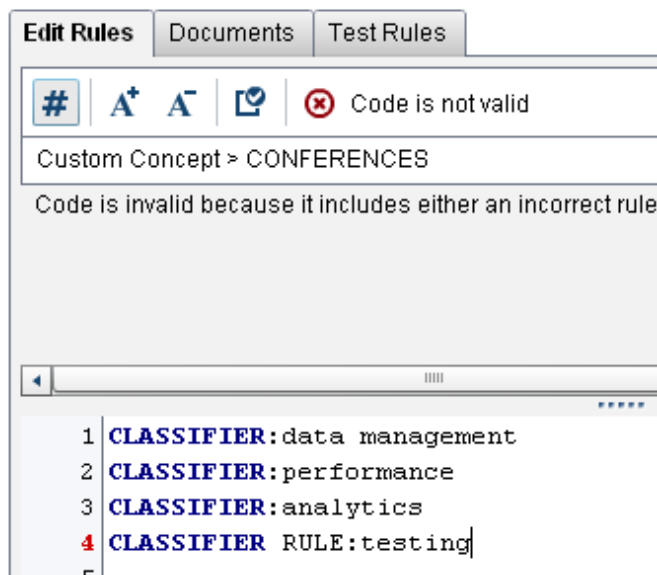 Edit Rules Documents Test Rules
# A+ A- Code is not valid
Custom Concept > CONFERENCES
Code is invalid because it includes either an incorrect rule
1 CLASSIFIER:data management
2 CLASSIFIER:performance
3 CLASSIFIER:analytics
4 CLASSIFIER RULE:testing